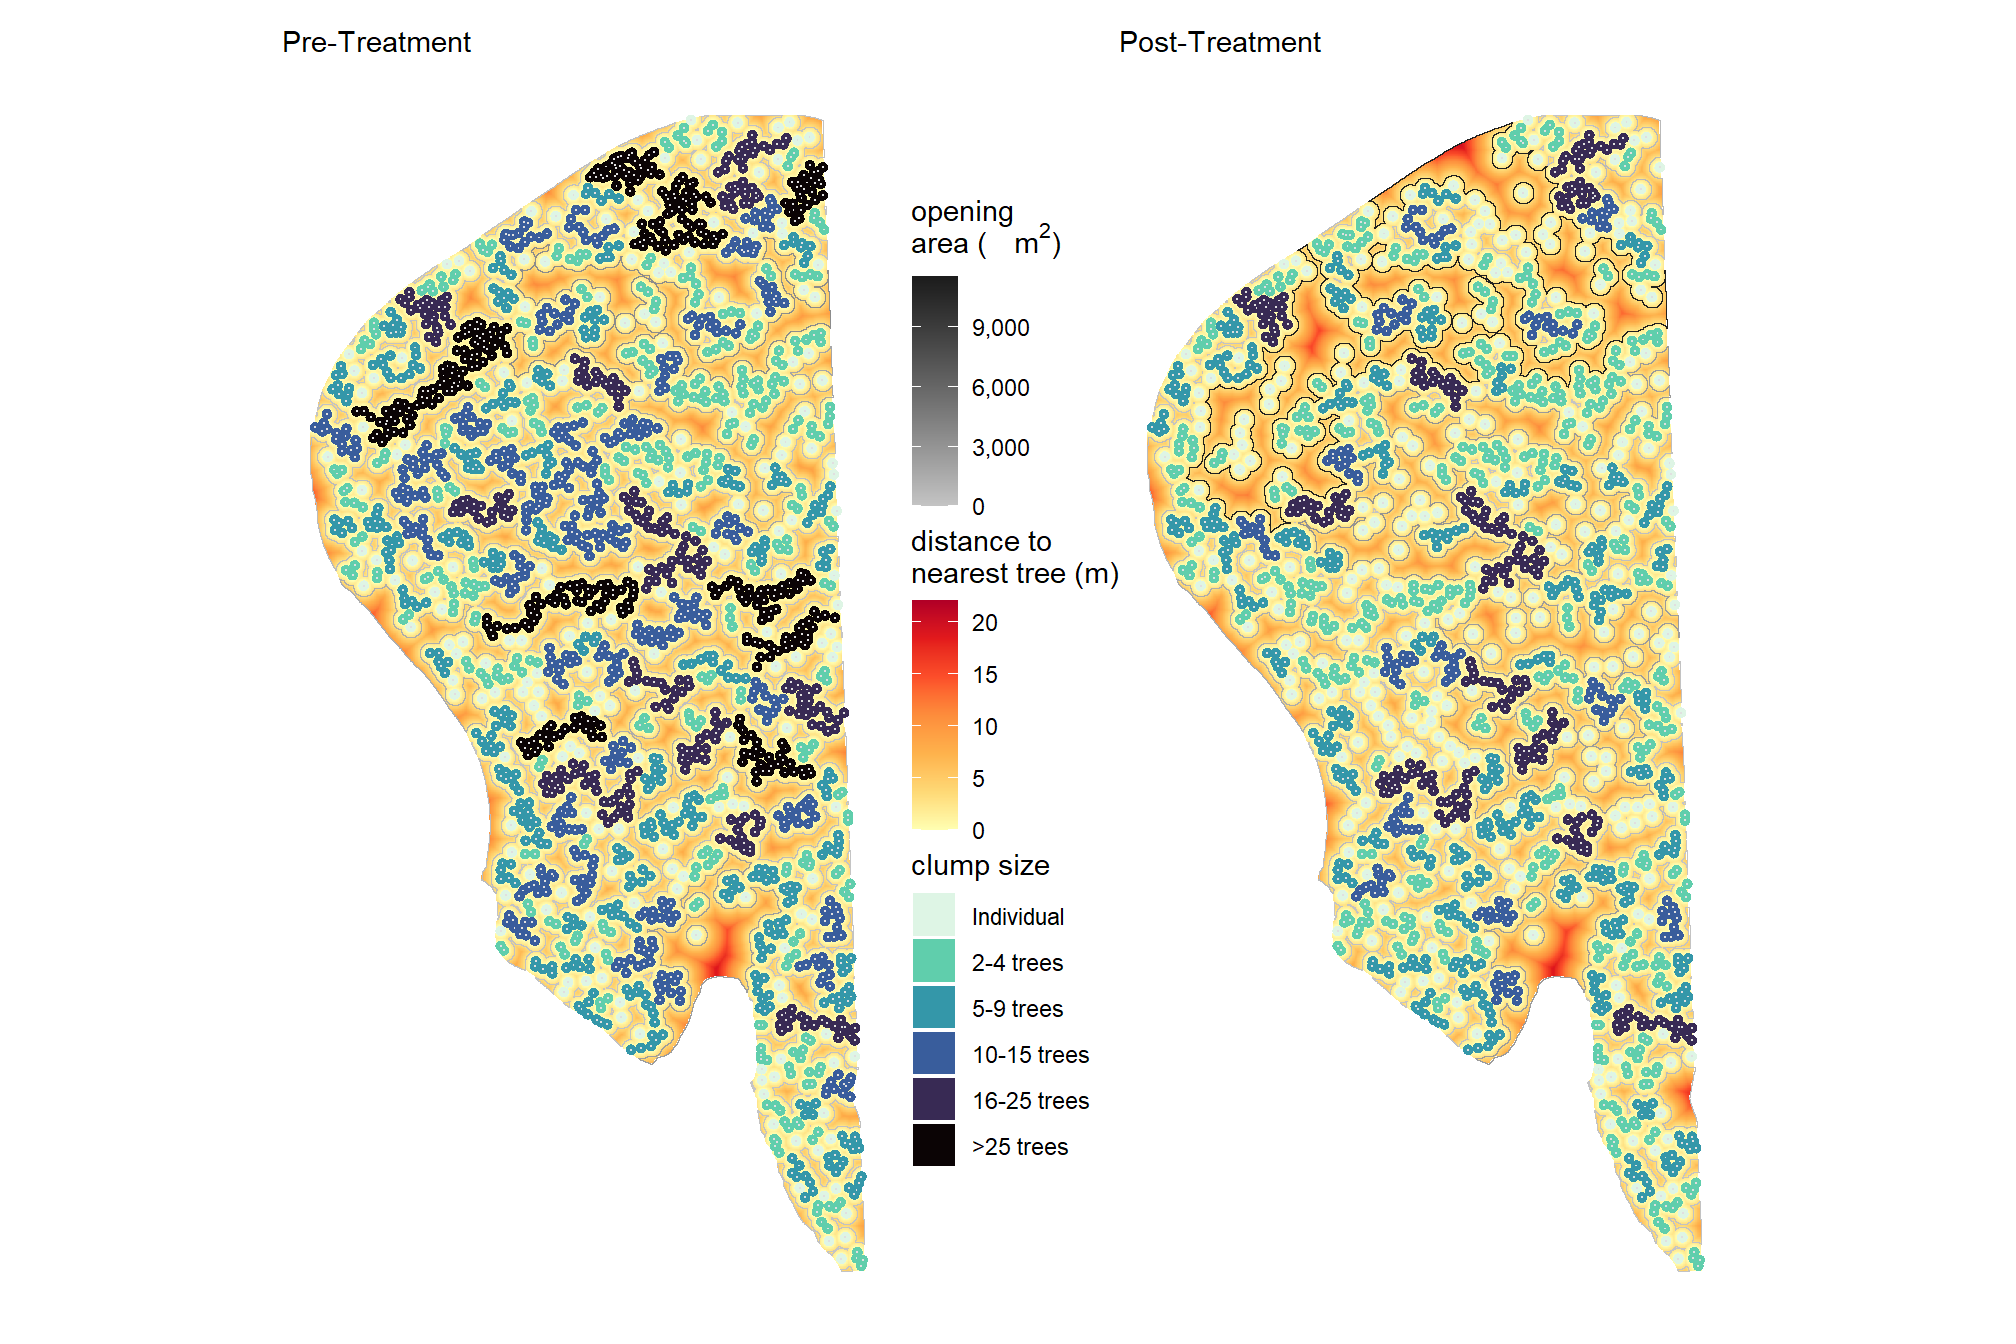 Pre-Treatment
Post-Treatment
opening
area ( m²)
9,000
6,000
3,000
0
distance to
nearest tree (m)
20
15
10
5
0
clump size
Individual
2-4 trees
5-9 trees
10-15 trees
16-25 trees
>25 trees